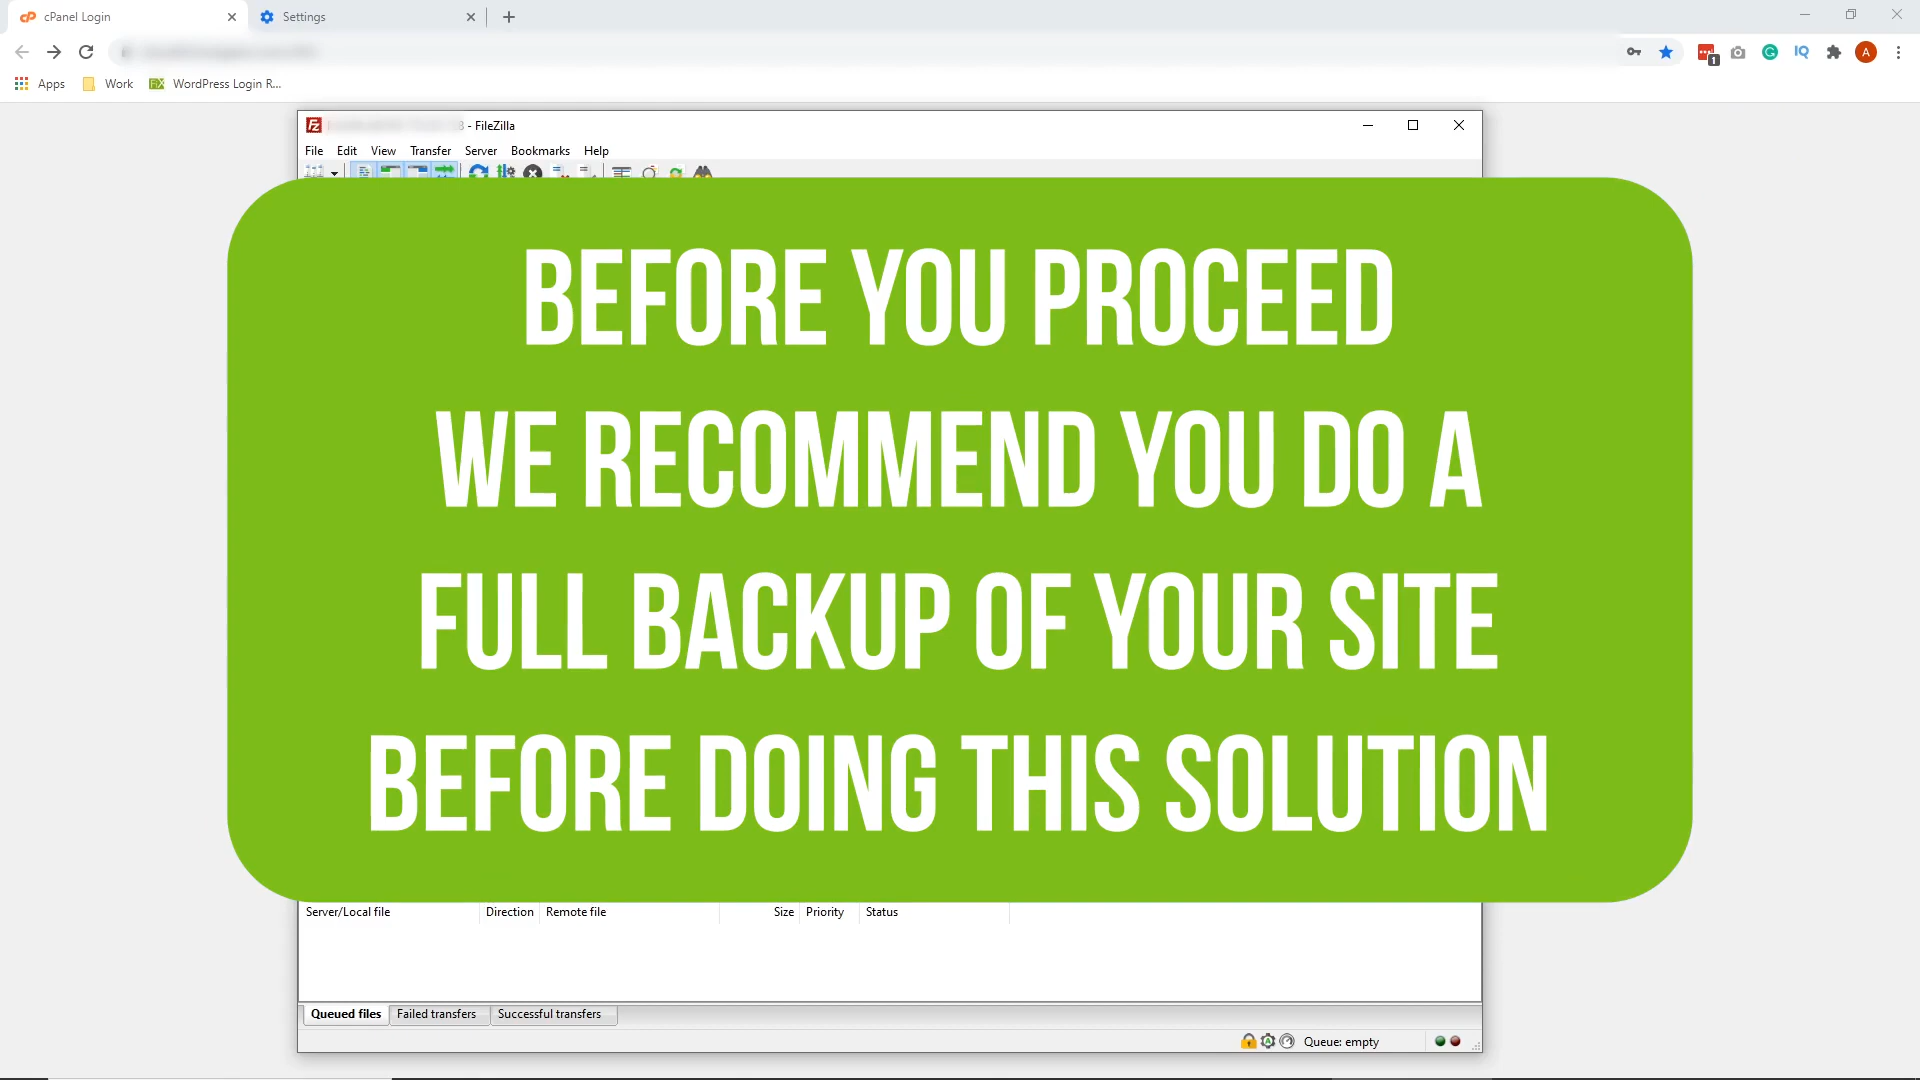 cPanel Login
Settings
Apps
Work
WordPress Login R...
1
A
- FileZilla
File Edit View Transfer Server Bookmarks Help
BEFORE YOU PROCEED
WE RECOMMEND YOU DO A
FULL BACKUP OF YOUR SITE
BEFORE DOING THIS SOLUTION
Server/Local file Direction Remote file Size Priority Status
Queued files Failed transfers Successful transfers
Queue: empty